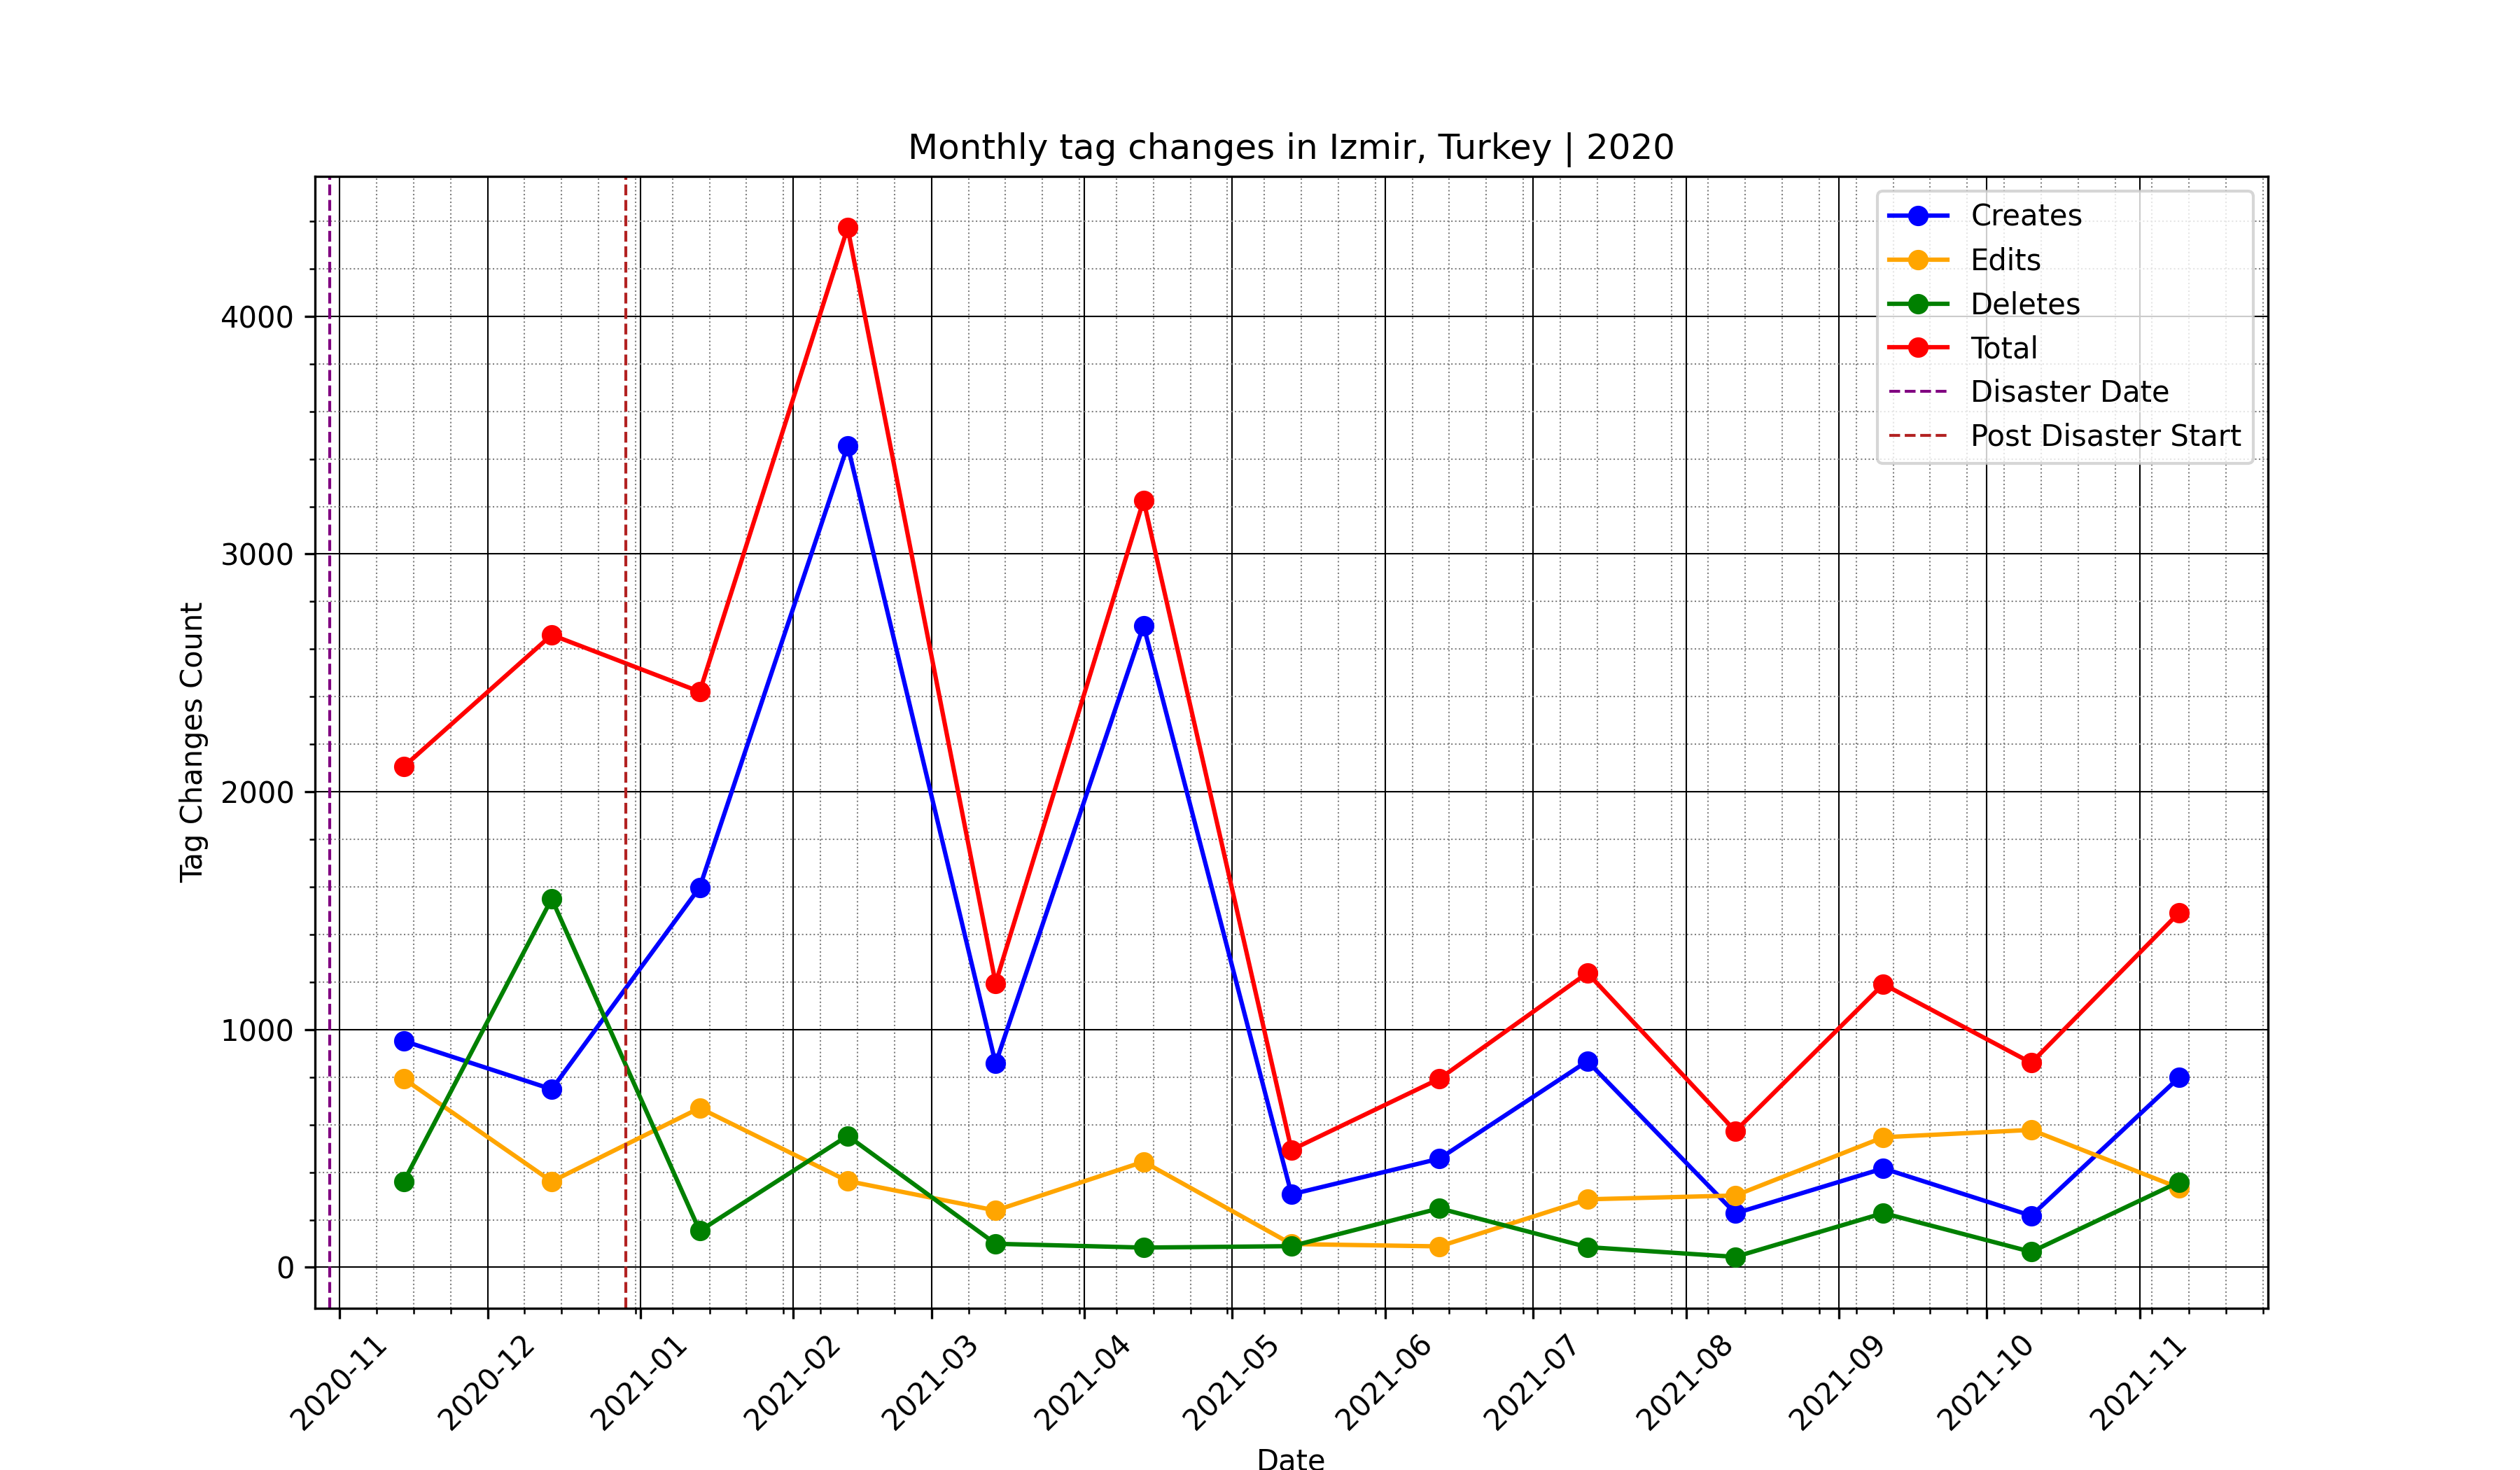 Monthly tag changes in Izmir, Turkey | 2020
Creates
Edits
Deletes
Total
Disaster Date
Post Disaster Start
Tag Changes Count
4000
3000
2000
1000
0
2020-11
2020-12
2021-01
2021-02
2021-03
2021-04
2021-05
2021-06
2021-07
2021-08
2021-09
2021-10
2021-11
Date